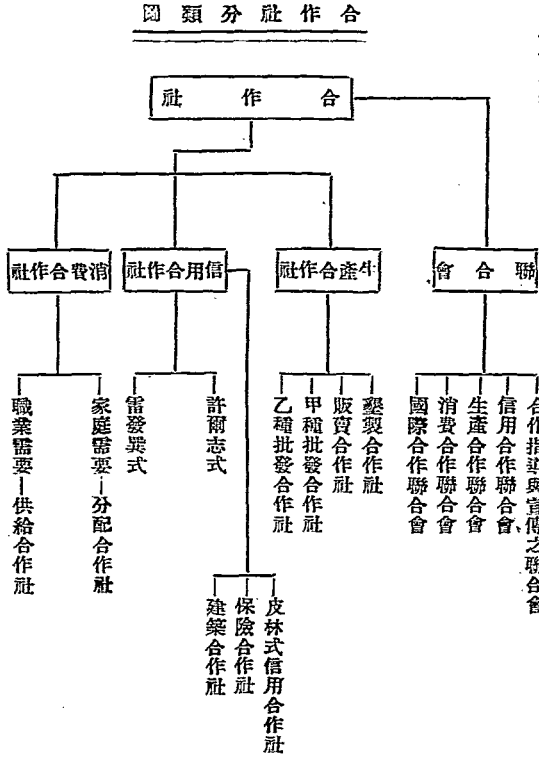 合作社分類圖
合作社
聯合會
生產合作社
信用合作社
消費合作社
合作指導與宣傳之聯合會
信用合作聯合會
生產合作聯合會
消費合作聯合會
國際合作聯合會
墾製合作社
販賣合作社
甲種批發合作社
乙種批發合作社
許爾志式
雷發巽式
家庭需要—分配合作社
職業需要—供給合作社
皮林式信用合作社
保險合作社
建築合作社